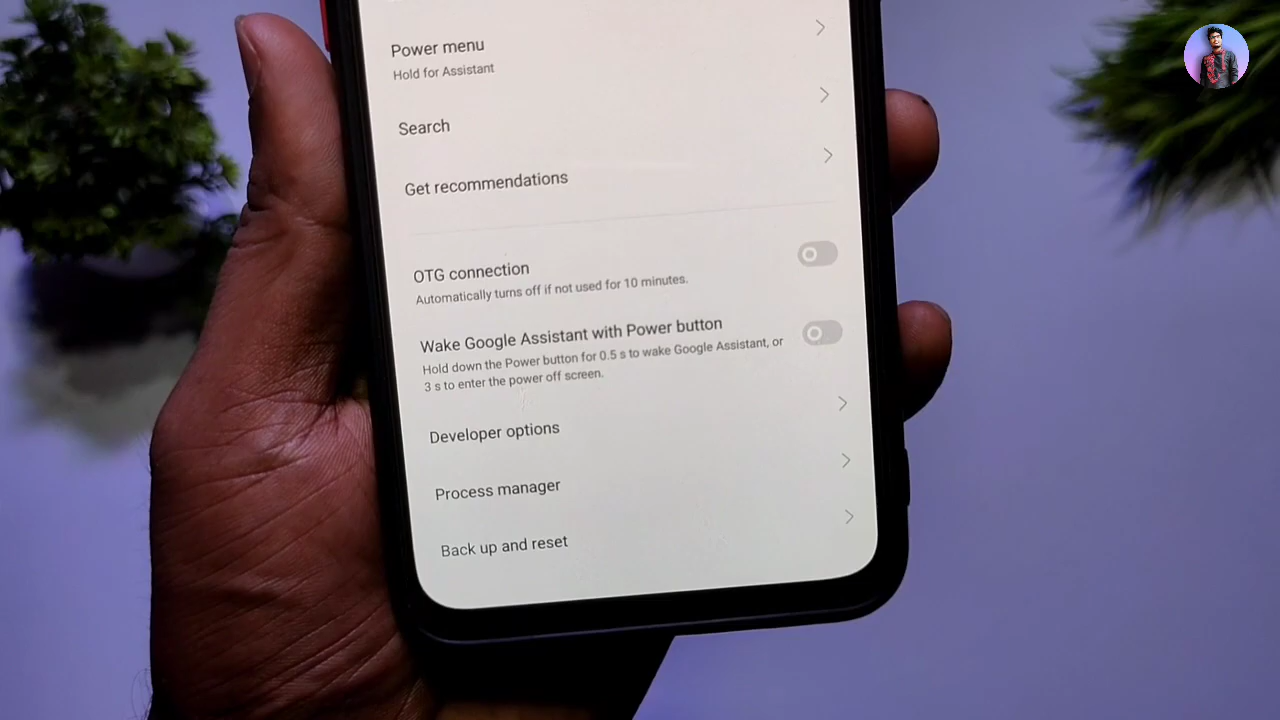 Power menu
Hold for Assistant
Search
Get recommendations
OTG connection
Automatically turns off if not used for 10 minutes.
Wake Google Assistant with Power button
Hold down the Power button for 0.5 s to wake Google Assistant, or
3 s to enter the power off screen.
Developer options
Process manager
Back up and reset